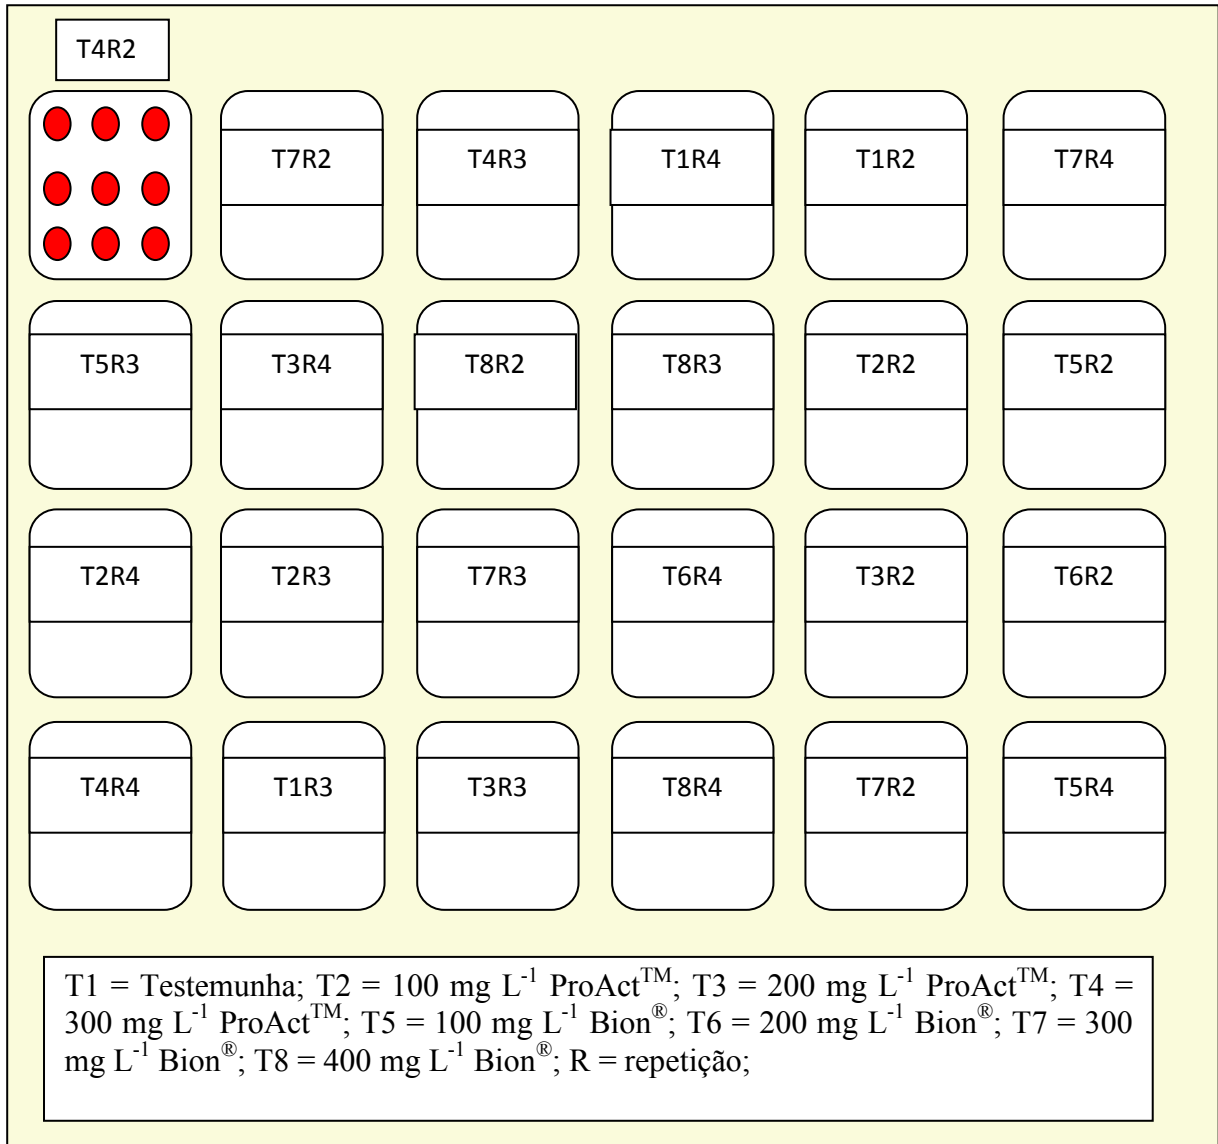 T4R2
T7R2 T4R3 T1R4 T1R2 T7R4
T5R3 T3R4 T8R2 T8R3 T2R2 T5R2
T2R4 T2R3 T7R3 T6R4 T3R2 T6R2
T4R4 T1R3 T3R3 T8R4 T7R2 T5R4
T1 = Testemunha; T2 = 100 mg L⁻¹ ProAct™; T3 = 200 mg L⁻¹ ProAct™; T4 =
300 mg L⁻¹ ProAct™; T5 = 100 mg L⁻¹ Bion®; T6 = 200 mg L⁻¹ Bion®; T7 = 300
mg L⁻¹ Bion®; T8 = 400 mg L⁻¹ Bion®; R = repetição;